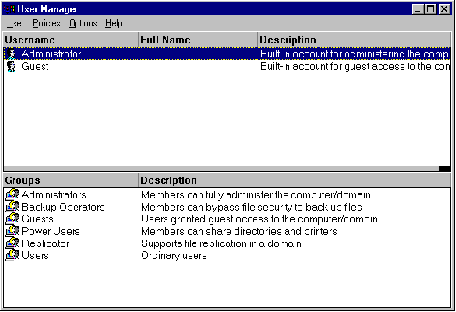 User Manager
User Policies Options Help
Username Full Name Description
Administrator Built-in account for administering the comp
Guest Built-in account for guest access to the con
Groups Description
Administrators Members can fully administer the computer/domain
Backup Operators Members can bypass file security to back up files
Guests Users granted guest access to the computer/domain
Power Users Members can share directories and printers
Replicator Supports file replication in a domain
Users Ordinary users